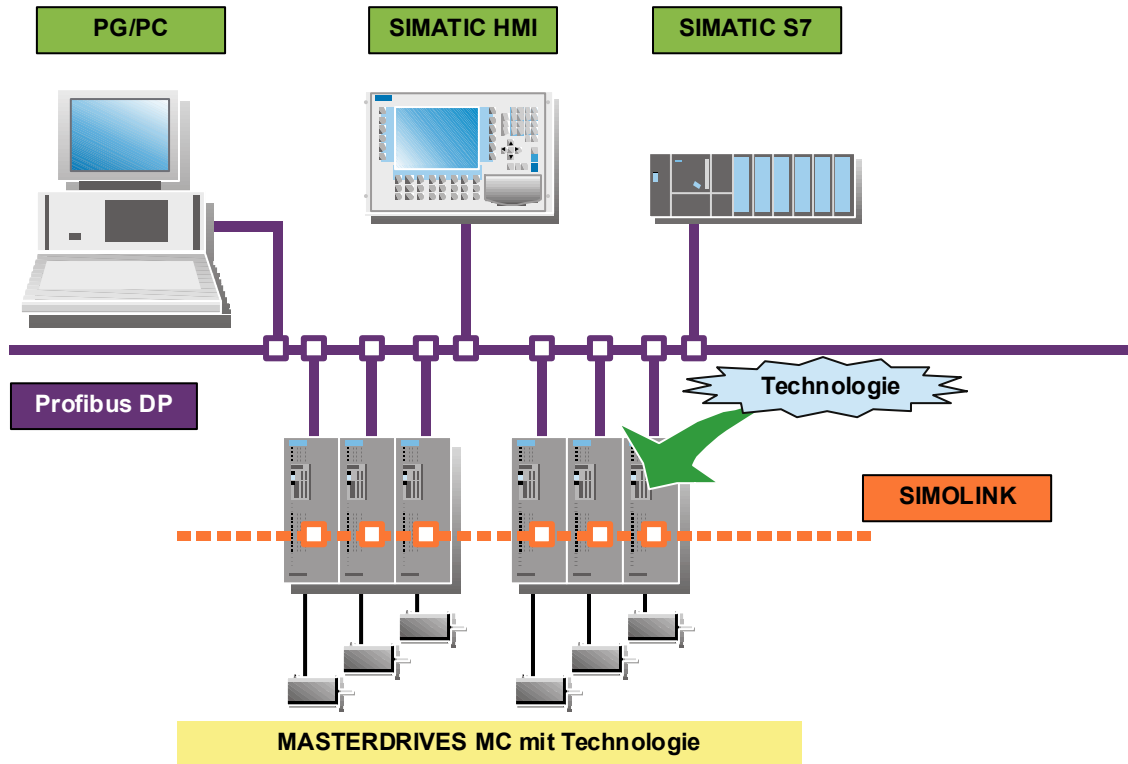 PG/PC
SIMATIC HMI
SIMATIC S7
Technologie
Profibus DP
SIMOLINK
MASTERDRIVES MC mit Technologie